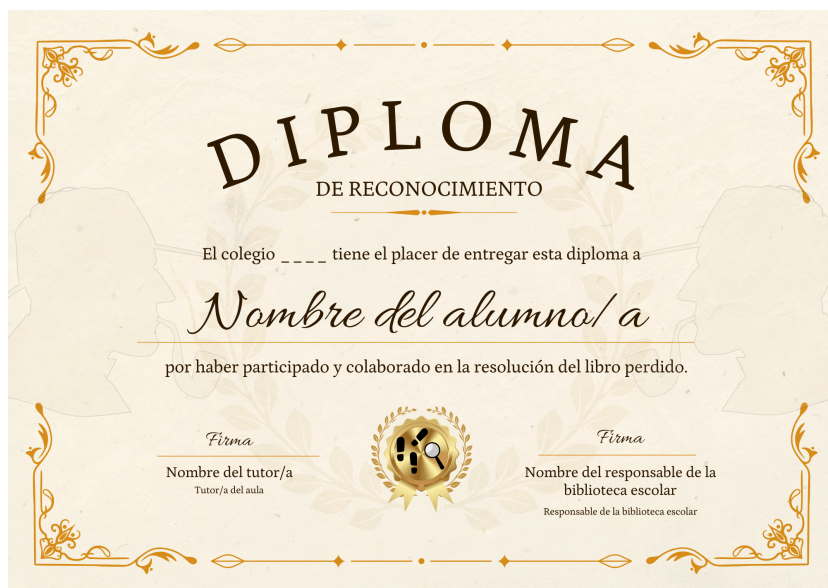 DIPLOMA
DE RECONOCIMIENTO
El colegio _ _ _ _ tiene el placer de entregar esta diploma a
Nombre del alumno/ a
por haber participado y colaborado en la resolución del libro perdido.
Firma
Nombre del tutor/a
Tutor/a del aula
Firma
Nombre del responsable de la
biblioteca escolar
Responsable de la biblioteca escolar